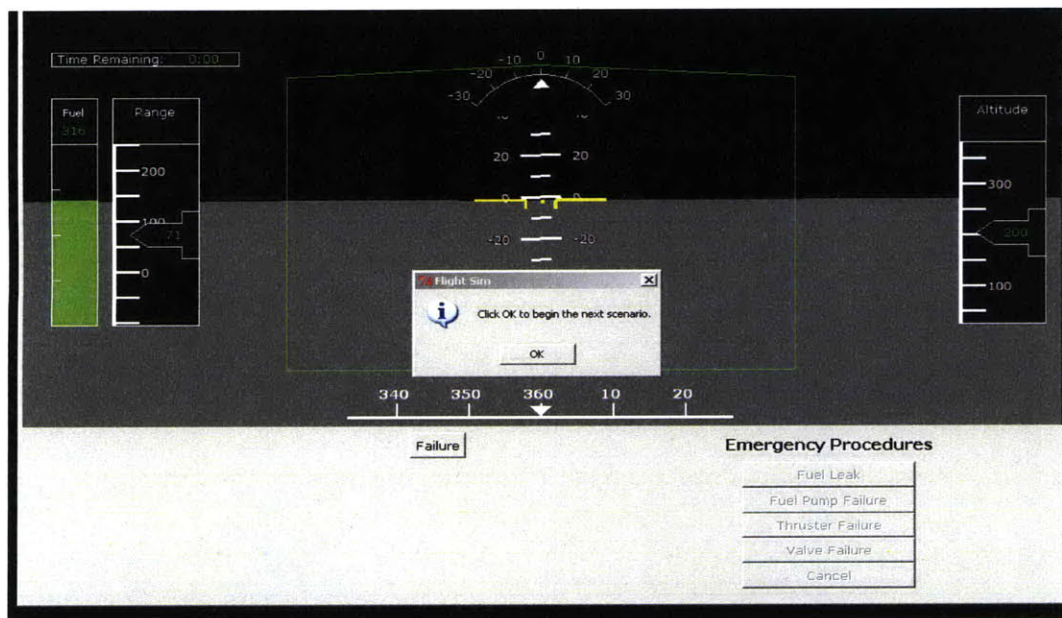 Time Remaining: 0:00
-30 -20 -10 0 10 20 30
Fuel
316
Range
200
100
0
71
20 20
0 0
-20 -20
Altitude
300
200
100
Flight Sim
Click OK to begin the next scenario.
OK
340 350 360 10 20
Failure
Emergency Procedures
Fuel Leak
Fuel Pump Failure
Thruster Failure
Valve Failure
Cancel